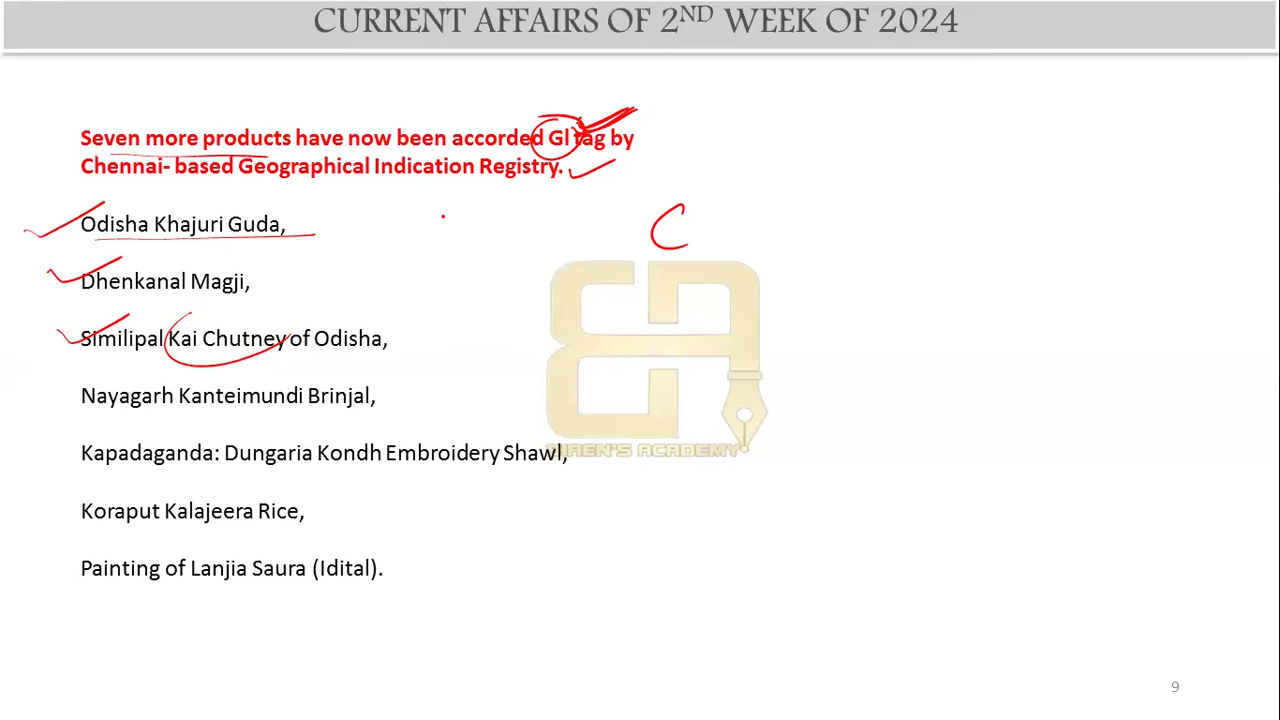 CURRENT AFFAIRS OF 2ND WEEK OF 2024
Seven more products have now been accorded GI tag by
Chennai- based Geographical Indication Registry.
Odisha Khajuri Guda,
C
Dhenkanal Magji,
Similipal Kai Chutney of Odisha,
Nayagarh Kanteimundi Brinjal,
Kapadaganda: Dungaria Kondh Embroidery Shawl,
Koraput Kalajeera Rice,
Painting of Lanjia Saura (Idital).
9